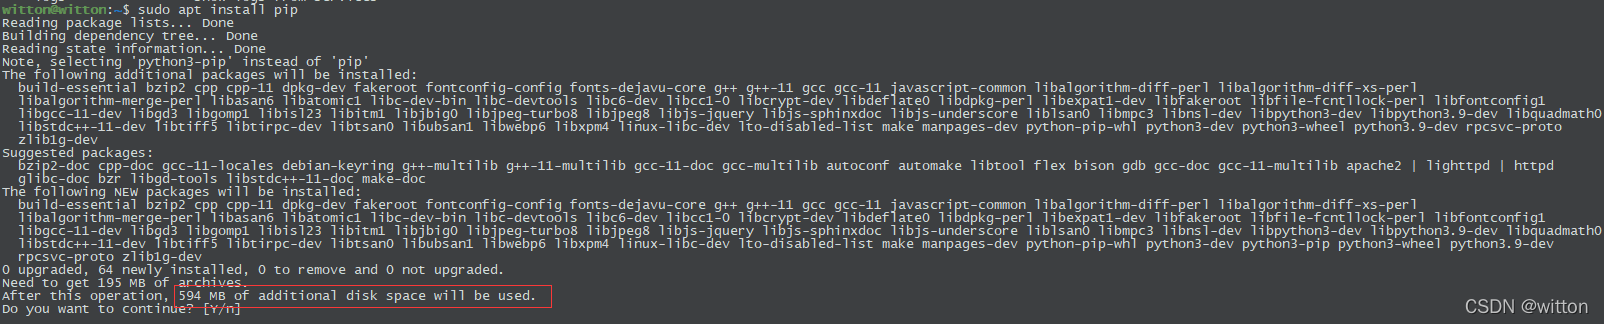 witton@witton:~$ sudo apt install pip
Reading package lists... Done
Building dependency tree... Done
Reading state information... Done
Note, selecting 'python3-pip' instead of 'pip'
The following additional packages will be installed:
build-essential bzip2 cpp cpp-11 dpkg-dev fakeroot fontconfig-config fonts-dejavu-core g++ g++-11 gcc gcc-11 javascript-common libalgorithm-diff-perl libalgorithm-diff-xs-perl
libalgorithm-merge-perl libasan6 libatomic1 libc-dev-bin libc-devtools libc6-dev libcc1-0 libcrypt-dev libdeflate0 libdpkg-perl libexpat1-dev libfakeroot libfile-fcntllock-perl libfontconfig1
libgcc-11-dev libgd3 libgomp1 libisl23 libitm1 libjbig0 libjpeg-turbo8 libjpeg8 libjs-jquery libjs-sphinxdoc libjs-underscore liblsan0 libmpc3 libnsl-dev libpython3-dev libpython3.9-dev libquadmath0
libstdc++-11-dev libtiff5 libtirpc-dev libtsan0 libubsan1 libwebp6 libxpm4 linux-libc-dev lto-disabled-list make manpages-dev python-pip-whl python3-dev python3-wheel python3.9-dev rpcsvc-proto
zlib1g-dev
Suggested packages:
bzip2-doc cpp-doc gcc-11-locales debian-keyring g++-multilib g++-11-multilib gcc-11-doc gcc-multilib autoconf automake libtool flex bison gdb gcc-doc gcc-11-multilib apache2 | lighttpd | httpd
glibc-doc bzr libgd-tools libstdc++-11-doc make-doc
The following NEW packages will be installed:
build-essential bzip2 cpp cpp-11 dpkg-dev fakeroot fontconfig-config fonts-dejavu-core g++ g++-11 gcc gcc-11 javascript-common libalgorithm-diff-perl libalgorithm-diff-xs-perl
libalgorithm-merge-perl libasan6 libatomic1 libc-dev-bin libc-devtools libc6-dev libcc1-0 libcrypt-dev libdeflate0 libdpkg-perl libexpat1-dev libfakeroot libfile-fcntllock-perl libfontconfig1
libgcc-11-dev libgd3 libgomp1 libisl23 libitm1 libjbig0 libjpeg-turbo8 libjpeg8 libjs-jquery libjs-sphinxdoc libjs-underscore liblsan0 libmpc3 libnsl-dev libpython3-dev libpython3.9-dev libquadmath0
libstdc++-11-dev libtiff5 libtirpc-dev libtsan0 libubsan1 libwebp6 libxpm4 linux-libc-dev lto-disabled-list make manpages-dev python-pip-whl python3-dev python3-pip python3-wheel python3.9-dev
rpcsvc-proto zlib1g-dev
0 upgraded, 64 newly installed, 0 to remove and 0 not upgraded.
Need to get 195 MB of archives.
After this operation, 594 MB of additional disk space will be used.
Do you want to continue? [Y/n]
CSDN @witton